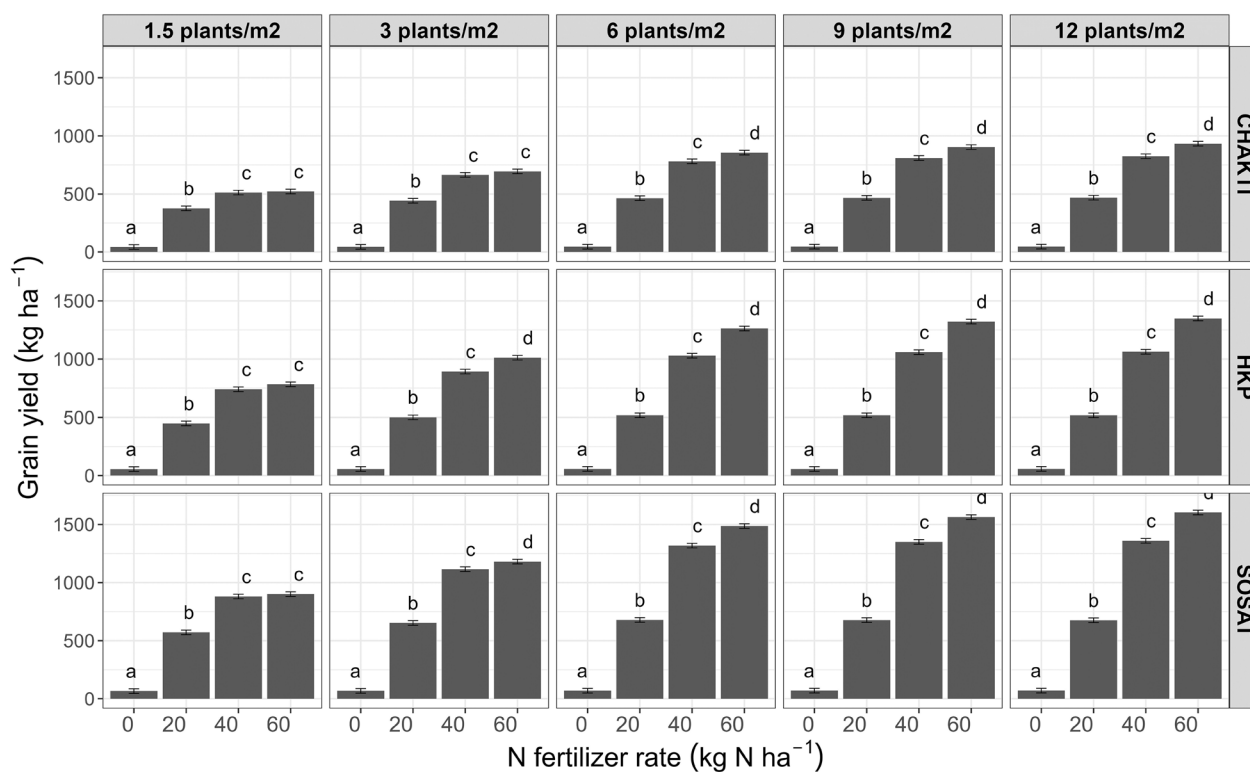 1.5 plants/m2 3 plants/m2 6 plants/m2 9 plants/m2 12 plants/m2
Grain yield (kg ha⁻¹)
1500
1000
500
0
a b c c
a b c c
a b c d
a b c d
a b c d
CHAKTI
1500
1000
500
0
a b c c
a b c d
a b c d
a b c d
a b c d
HKP
1500
1000
500
0
a b c c
a b c d
a b c d
a b c d
a b c d
SOSAT
0 20 40 60 0 20 40 60 0 20 40 60 0 20 40 60 0 20 40 60
N fertilizer rate (kg N ha⁻¹)